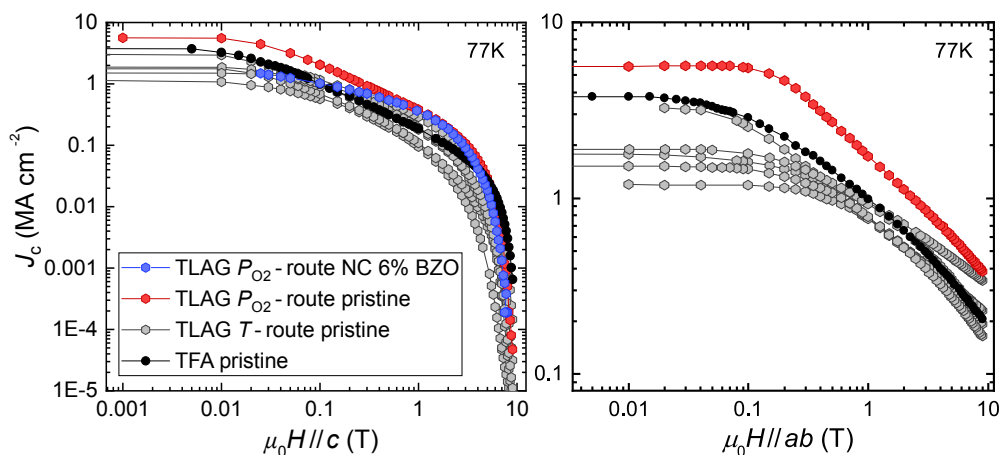 10
1
0.1
0.01
0.001
1E-4
1E-5
J_c (MA cm⁻²)
77K
TLAG P_O2 - route NC 6% BZO
TLAG P_O2 - route pristine
TLAG T - route pristine
TFA pristine
0.001 0.01 0.1 1 10
μ₀H // c (T)
10
1
0.1
77K
0.01 0.1 1 10
μ₀H // ab (T)